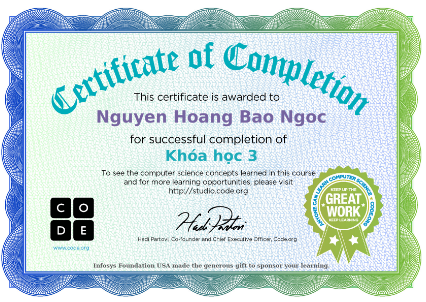 Certificate of Completion
This certificate is awarded to
Nguyen Hoang Bao Ngoc
for successful completion of
Khóa học 3
To see the computer science concepts learned in this course
and for more learning opportunities, please visit
http://studio.code.org
C O
D E
www.code.org
Hadi Partovi
Hadi Partovi, Co-founder and Chief Executive Officer, Code.org
ANYONE CAN LEARN COMPUTER SCIENCE
KEEP UP THE
GREAT
WORK
KEEP LEARNING
Infosys Foundation USA made the generous gift to sponsor your learning.